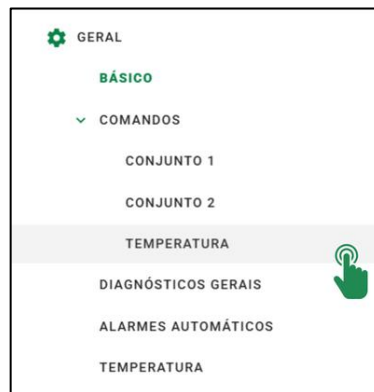 GERAL
BÁSICO
COMANDOS
CONJUNTO 1
CONJUNTO 2
TEMPERATURA
DIAGNÓSTICOS GERAIS
ALARMES AUTOMÁTICOS
TEMPERATURA